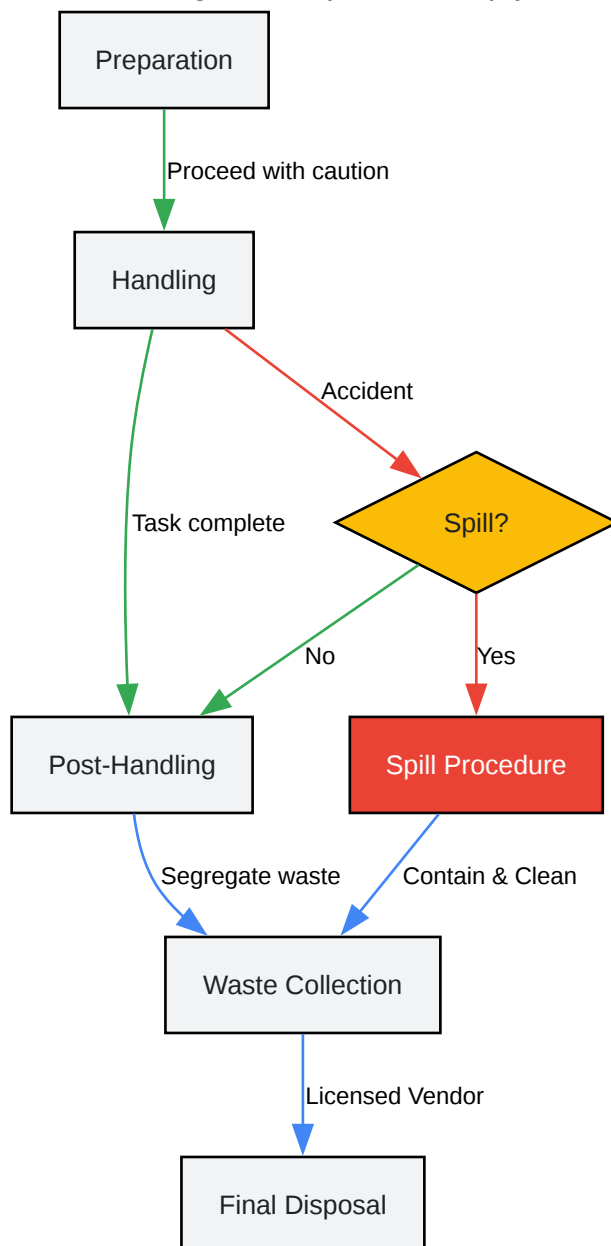 Preparation
Proceed with caution
Handling
Accident
Spill?
Task complete
No
Yes
Post-Handling
Spill Procedure
Segregate waste
Contain & Clean
Waste Collection
Licensed Vendor
Final Disposal